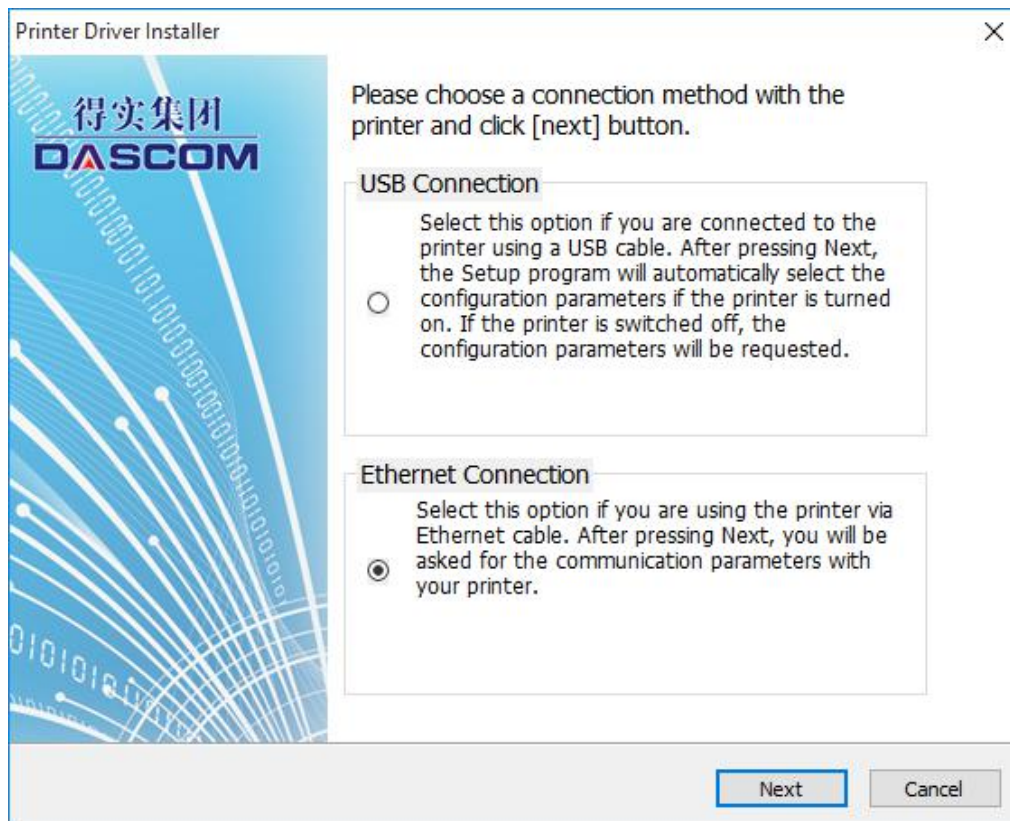 Printer Driver Installer
得实集团
DASCOM
Please choose a connection method with the
printer and click [next] button.
USB Connection
Select this option if you are connected to the
printer using a USB cable. After pressing Next,
the Setup program will automatically select the
configuration parameters if the printer is turned
on. If the printer is switched off, the
configuration parameters will be requested.
Ethernet Connection
Select this option if you are using the printer via
Ethernet cable. After pressing Next, you will be
asked for the communication parameters with
your printer.
Next
Cancel